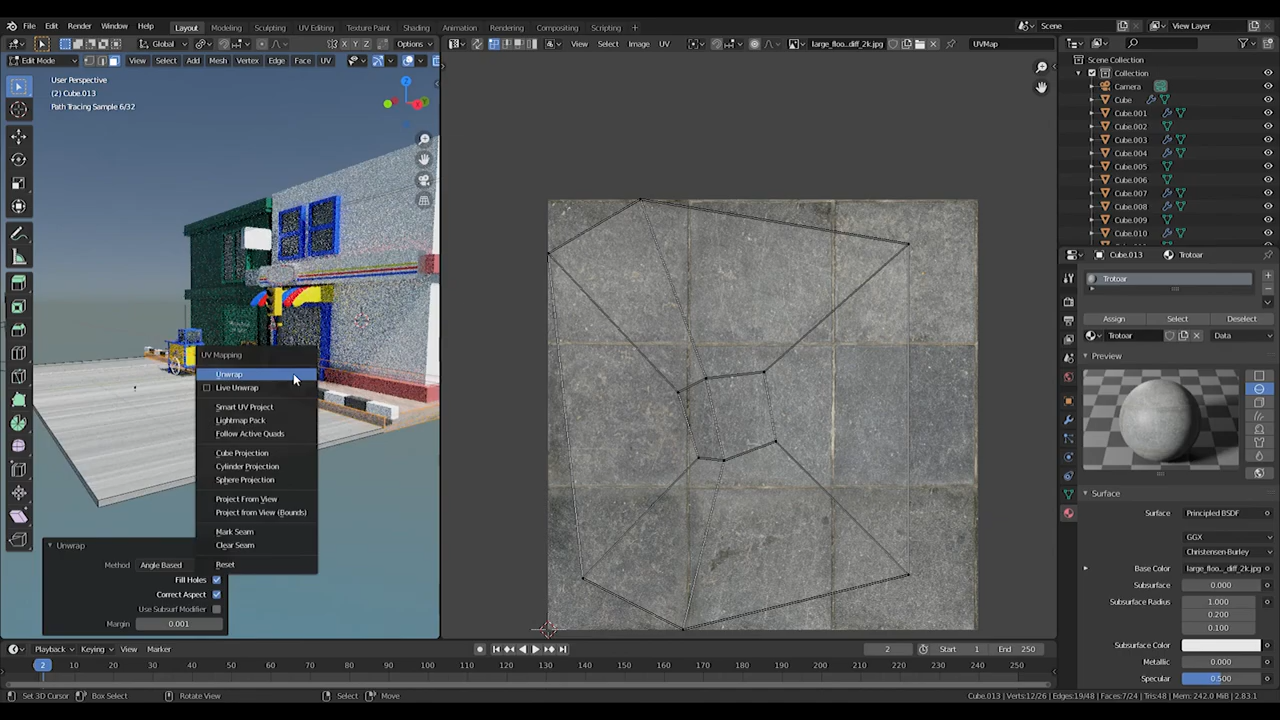 File Edit Render Window Help Layout Modeling Sculpting UV Editing Texture Paint Shading Animation Rendering Compositing Scripting + Scene View Layer
Global Options View Select Image UV large_floo...diff_2k.jpg UVMap
Edit Mode View Select Add Mesh Vertex Edge Face UV
User Perspective
(2) Cube.013
Path Tracing Sample 6/32
Scene Collection
Collection
Camera
Cube
Cube.001
Cube.002
Cube.003
Cube.004
Cube.005
Cube.006
Cube.007
Cube.008
Cube.009
Cube.010
Cube.013 Trotoar
Trotoar
Assign Select Deselect
Trotoar Data
Preview
UV Mapping
Unwrap
Live Unwrap
Smart UV Project
Lightmap Pack
Follow Active Quads
Cube Projection
Cylinder Projection
Sphere Projection
Project From View
Project from View (Bounds)
Mark Seam
Clear Seam
Reset
Unwrap
Method Angle Based
Fill Holes
Correct Aspect
Use Subsurf Modifier
Margin 0.001
Surface
Surface Principled BSDF
GGX
Christensen-Burley
Base Color large_floo.._diff_2k.jpg
Subsurface 0.000
Subsurface Radius 1.000
0.200
0.100
Subsurface Color
Metallic 0.000
Specular 0.500
Playback Keying View Marker 2 Start 1 End 250
2 10 20 30 40 50 60 70 80 90 100 110 120 130 140 150 160 170 180 190 200 210 220 230 240 250
Set 3D Cursor Box Select Rotate View Select Move Cube.013 | Verts:12/26 | Edges:19/48 | Faces:7/24 | Tris:48 | Mem: 242.0 MiB | 2.83.1